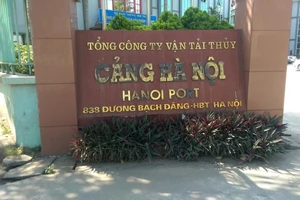 TỔNG CÔNG TY VẬN TẢI THỦY
CẢNG HÀ NỘI
HANOI PORT
838 ĐƯỜNG BẠCH ĐẰNG-HBT HÀ NỘI